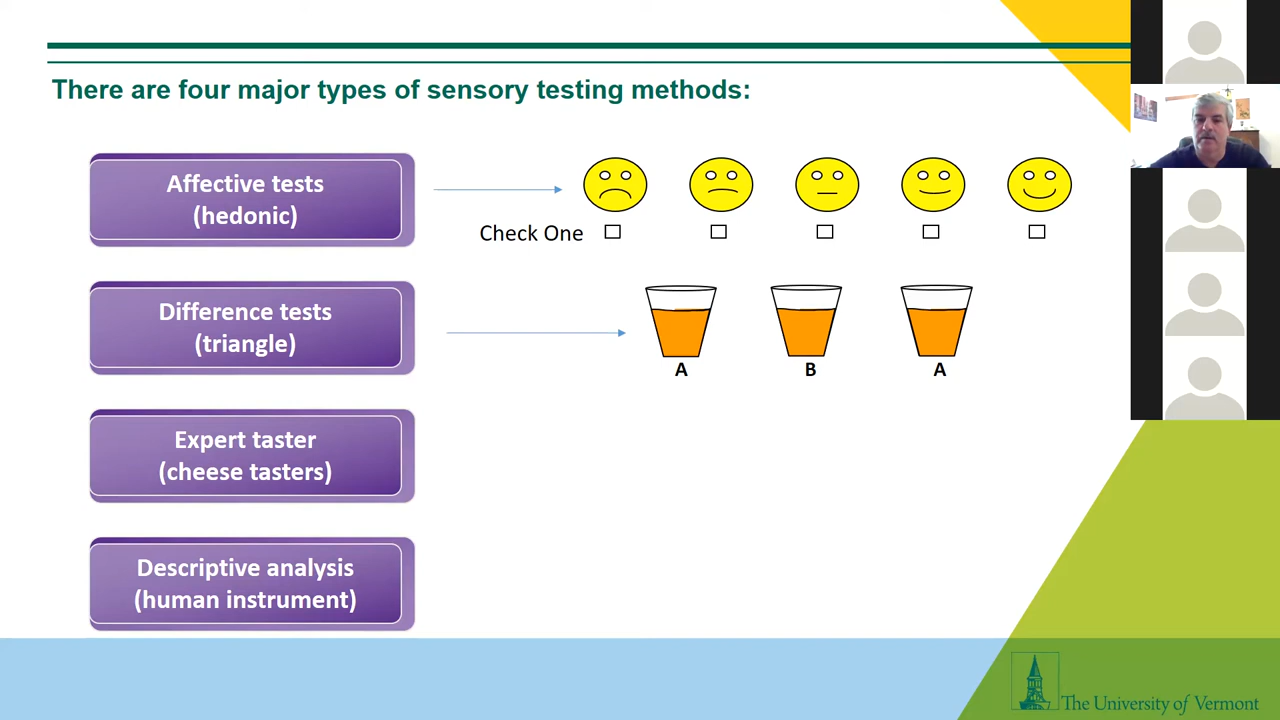 There are four major types of sensory testing methods:
Affective tests
(hedonic)
Check One
Difference tests
(triangle)
A B A
Expert taster
(cheese tasters)
Descriptive analysis
(human instrument)
The University of Vermont